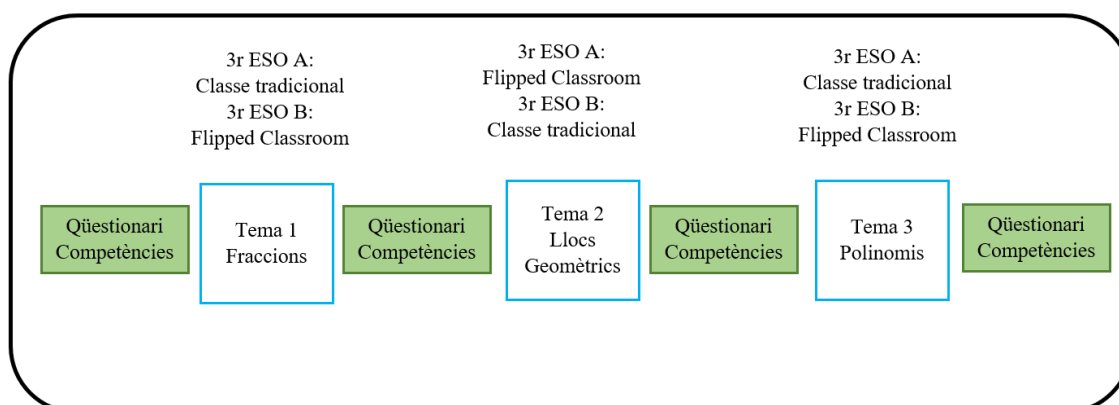 3r ESO A:
Classe tradicional
3r ESO B:
Flipped Classroom
3r ESO A:
Flipped Classroom
3r ESO B:
Classe tradicional
3r ESO A:
Classe tradicional
3r ESO B:
Flipped Classroom
Qüestionari
Competències
Tema 1
Fraccions
Qüestionari
Competències
Tema 2
Llocs
Geomètrics
Qüestionari
Competències
Tema 3
Polinomis
Qüestionari
Competències